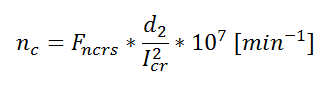 n_c = F_ncrs * d_2 / I_cr^2 * 10^7 [min^-1]